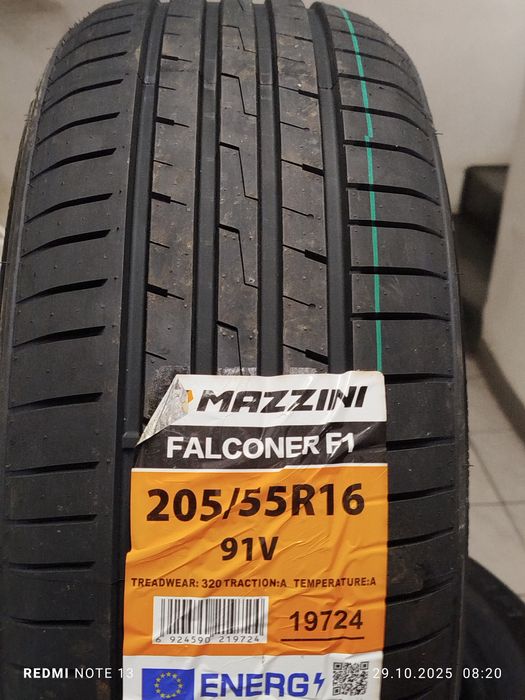 MAZZINI
FALCONER F1
205/55R16
91V
TREADWEAR: 320 TRACTION:A TEMPERATURE:A
6 924590 219724
19724
ENERG
REDMI NOTE 13
29.10.2025 08:20